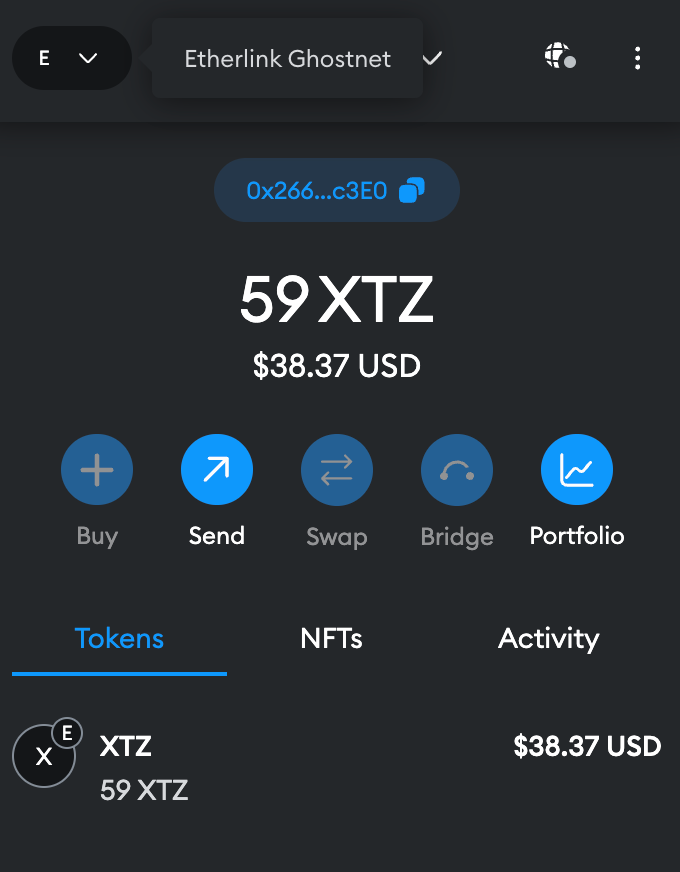 E
Etherlink Ghostnet
0x266...c3E0
59 XTZ
$38.37 USD
Buy
Send
Swap
Bridge
Portfolio
Tokens
NFTs
Activity
X
E
XTZ
$38.37 USD
59 XTZ